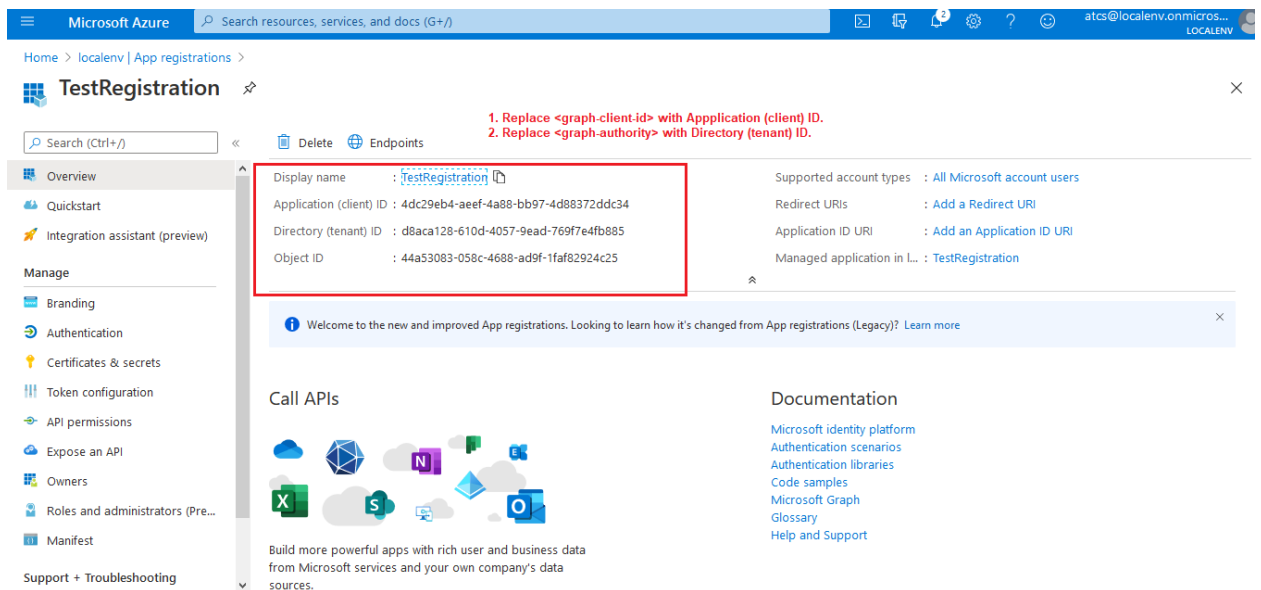 Microsoft Azure
Search resources, services, and docs (G+/)
2
atcs@localenv.onmicros...
LOCALENV
Home > localenv | App registrations >
TestRegistration
1. Replace <graph-client-id> with Appplication (client) ID.
2. Replace <graph-authority> with Directory (tenant) ID.
Search (Ctrl+/)
«
Delete
Endpoints
Overview
Quickstart
Integration assistant (preview)
Manage
Branding
Authentication
Certificates & secrets
Token configuration
API permissions
Expose an API
Owners
Roles and administrators (Pre...
Manifest
Support + Troubleshooting
Display name : TestRegistration
Application (client) ID : 4dc29eb4-aeef-4a88-bb97-4d88372ddc34
Directory (tenant) ID : d8aca128-610d-4057-9ead-769f7e4fb885
Object ID : 44a53083-058c-4688-ad9f-1faf82924c25
Supported account types : All Microsoft account users
Redirect URIs : Add a Redirect URI
Application ID URI : Add an Application ID URI
Managed application in l... : TestRegistration
Welcome to the new and improved App registrations. Looking to learn how it's changed from App registrations (Legacy)? Learn more
Call APIs
N
E
X
S
O
Build more powerful apps with rich user and business data
from Microsoft services and your own company's data
sources.
Documentation
Microsoft identity platform
Authentication scenarios
Authentication libraries
Code samples
Microsoft Graph
Glossary
Help and Support